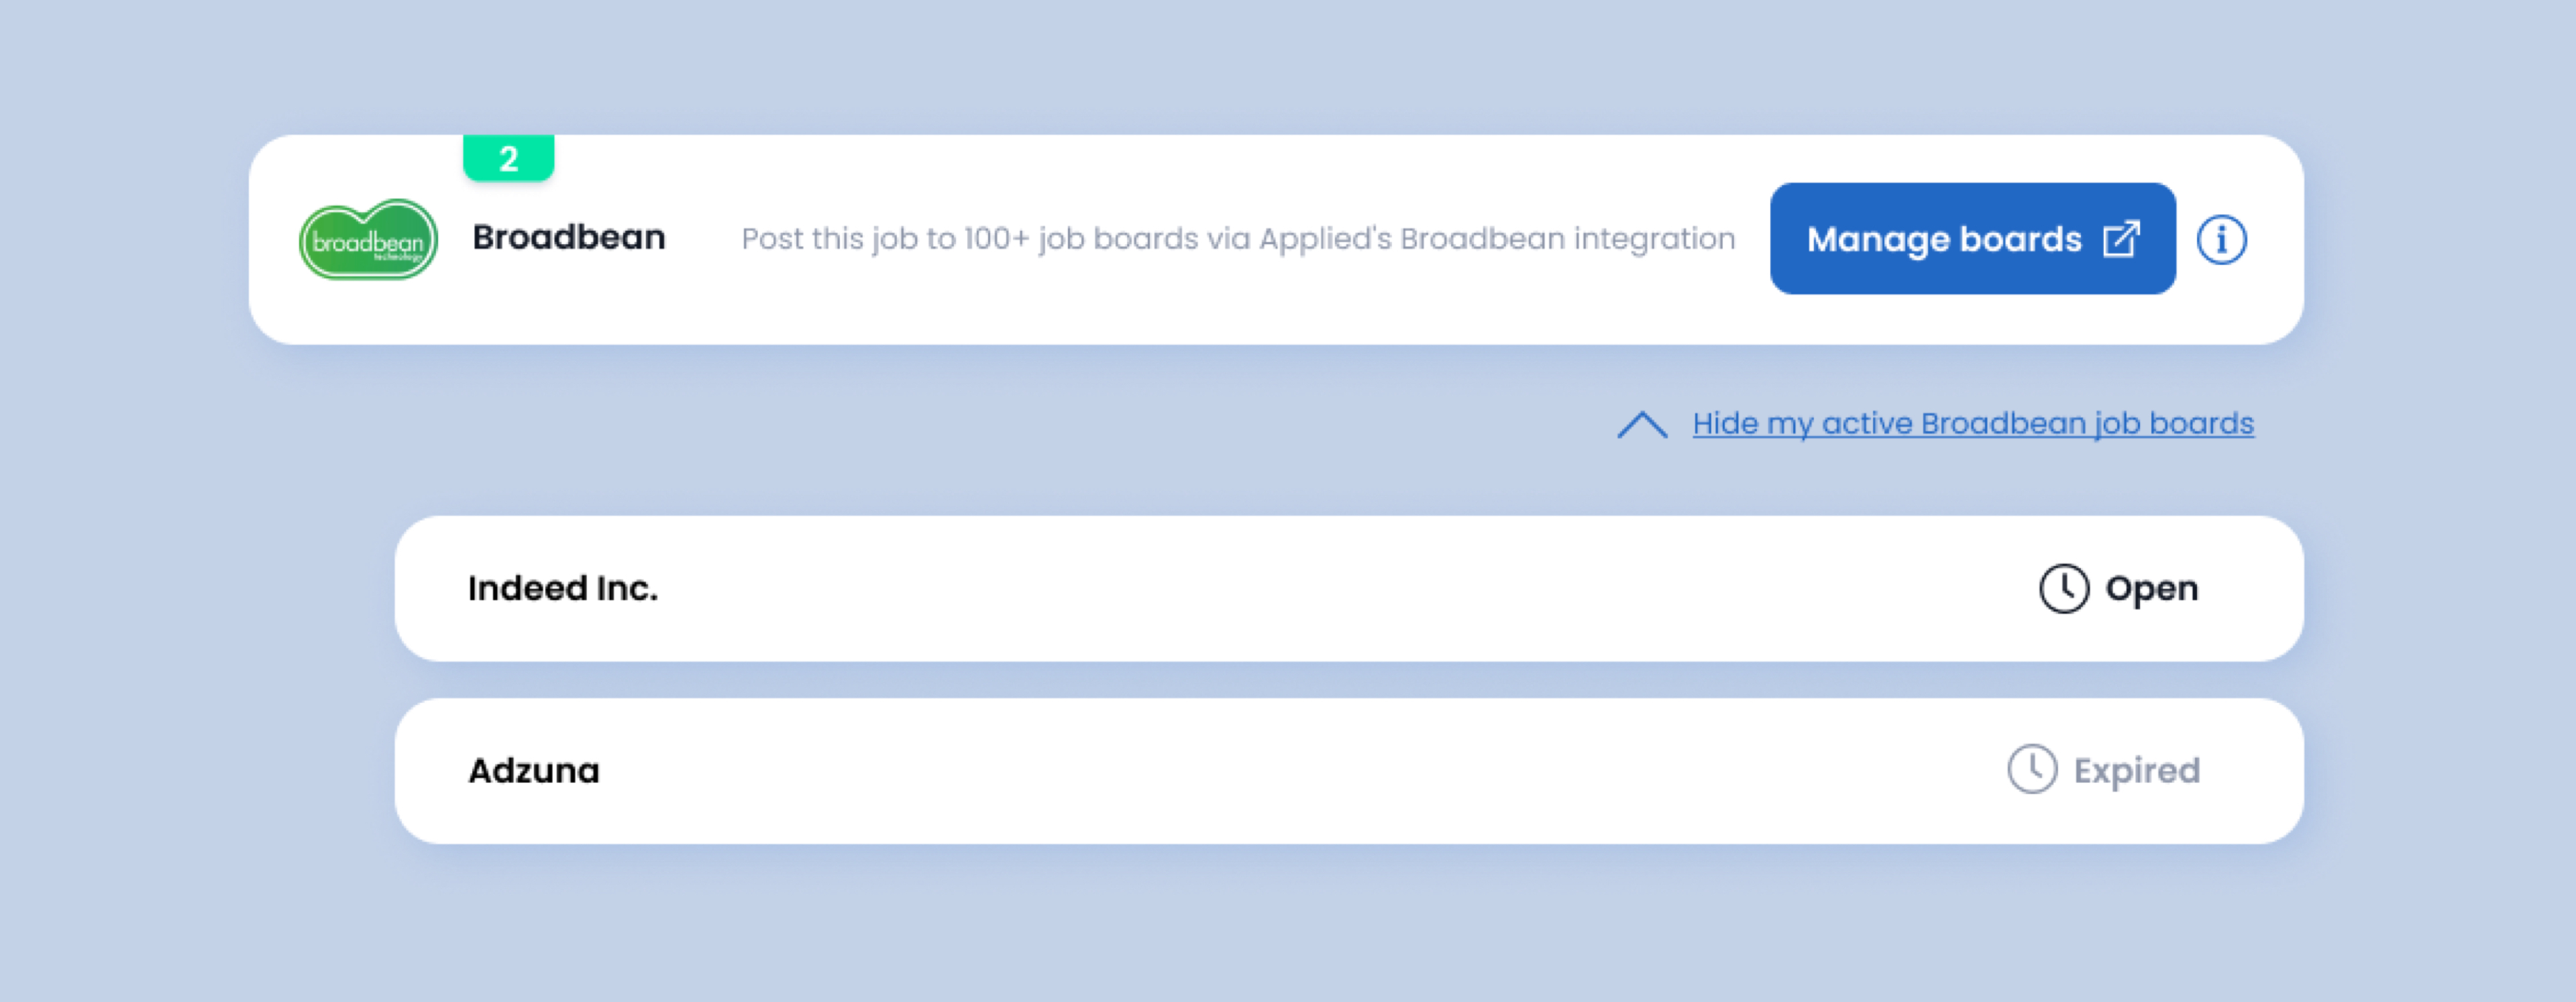 2
broadbean
technology
Broadbean
Post this job to 100+ job boards via Applied's Broadbean integration
Manage boards
Hide my active Broadbean job boards
Indeed Inc.
Open
Adzuna
Expired